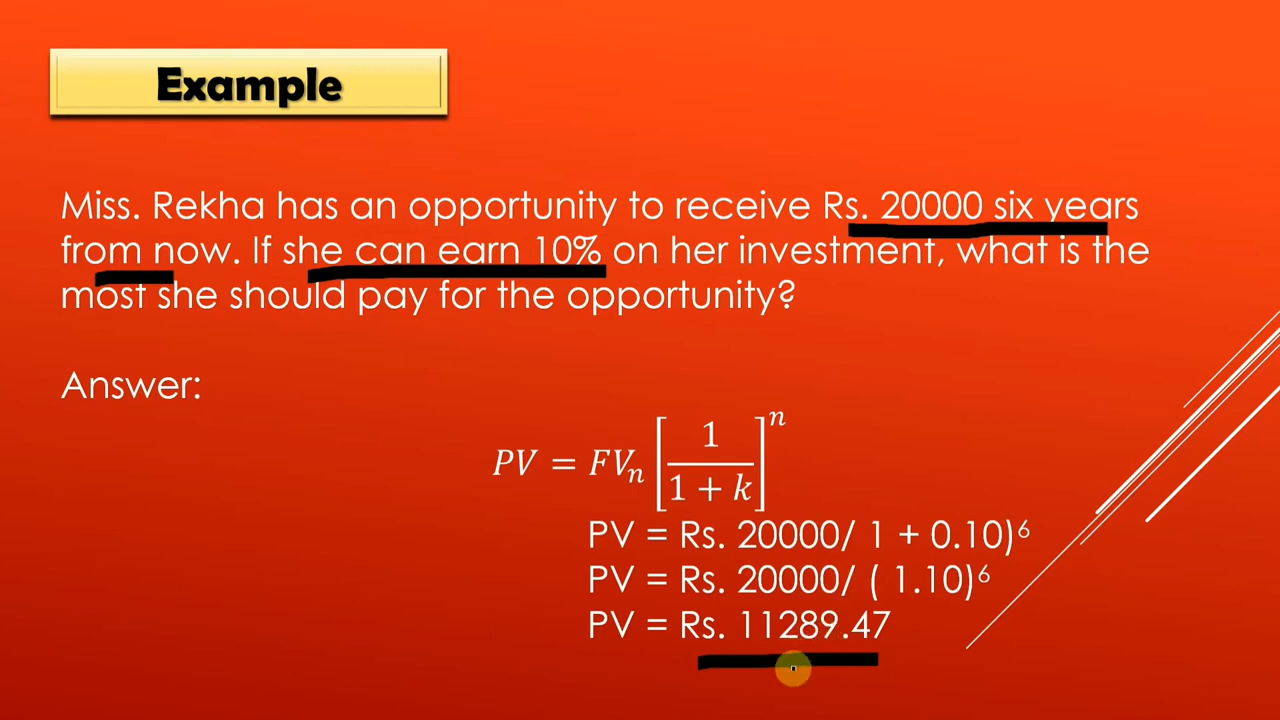 Example
Miss. Rekha has an opportunity to receive Rs. 20000 six years
from now. If she can earn 10% on her investment, what is the
most she should pay for the opportunity?
Answer:
PV = FVₙ [1/(1 + k)]ⁿ
PV = Rs. 20000/ 1 + 0.10)⁶
PV = Rs. 20000/ ( 1.10)⁶
PV = Rs. 11289.47